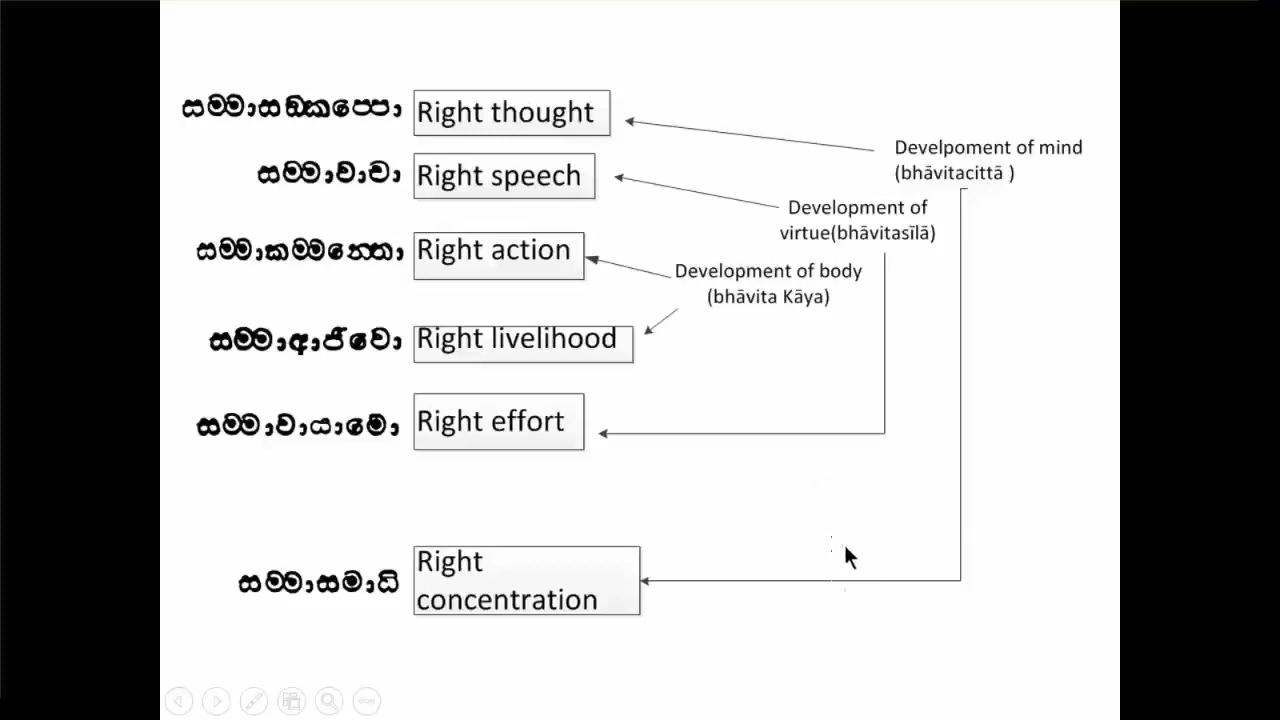 සම්මාසඞ්කප්පො Right thought
Develpoment of mind
(bhāvitacittā )
සම්මාවාචා Right speech
Development of
virtue(bhāvitasīlā)
සම්මාකම්මන්තො Right action
Development of body
(bhāvita Kāya)
සම්මාආජීවො Right livelihood
සම්මාවායාමො Right effort
සම්මාසමාධි Right
concentration